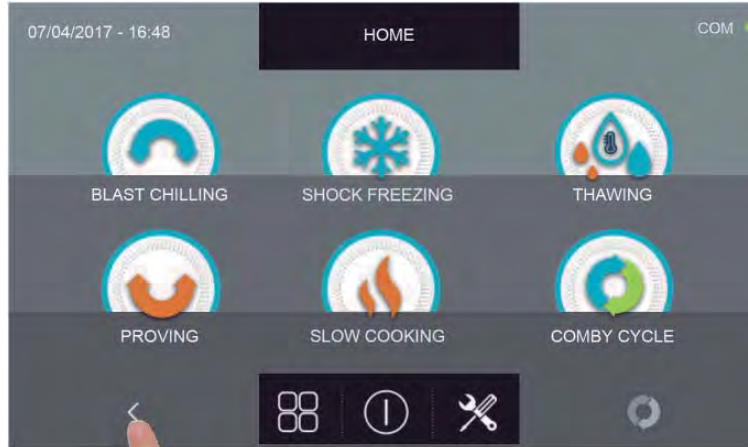 07/04/2017 - 16:48
HOME
COM
BLAST CHILLING
SHOCK FREEZING
THAWING
PROVING
SLOW COOKING
COMBY CYCLE